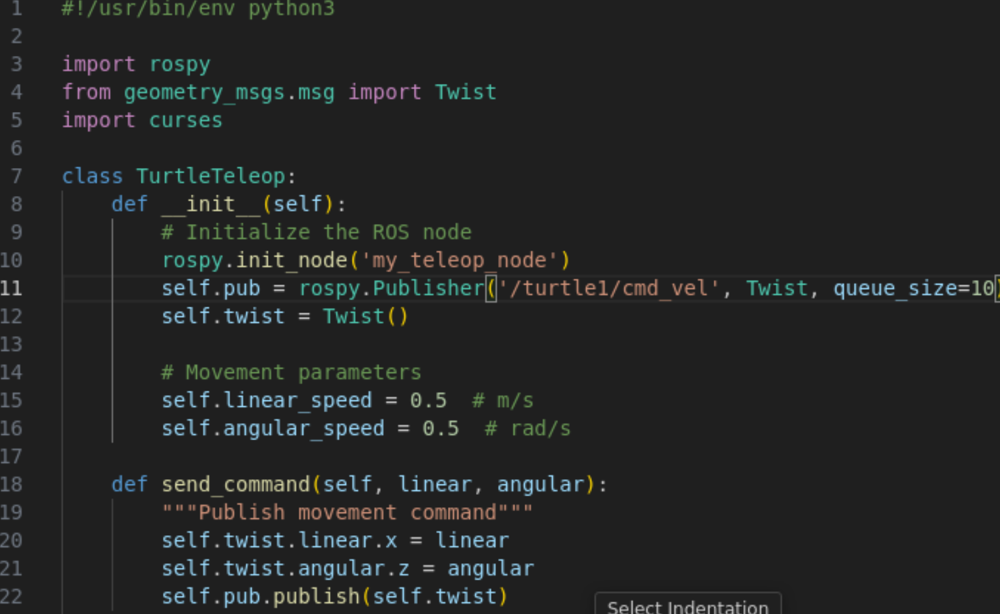 1 #!/usr/bin/env python3
2
3 import rospy
4 from geometry_msgs.msg import Twist
5 import curses
6
7 class TurtleTeleop:
8     def __init__(self):
9         # Initialize the ROS node
10         rospy.init_node('my_teleop_node')
11         self.pub = rospy.Publisher('/turtle1/cmd_vel', Twist, queue_size=10)
12         self.twist = Twist()
13
14         # Movement parameters
15         self.linear_speed = 0.5  # m/s
16         self.angular_speed = 0.5  # rad/s
17
18     def send_command(self, linear, angular):
19         """Publish movement command"""
20         self.twist.linear.x = linear
21         self.twist.angular.z = angular
22         self.pub.publish(self.twist)
Select Indentation